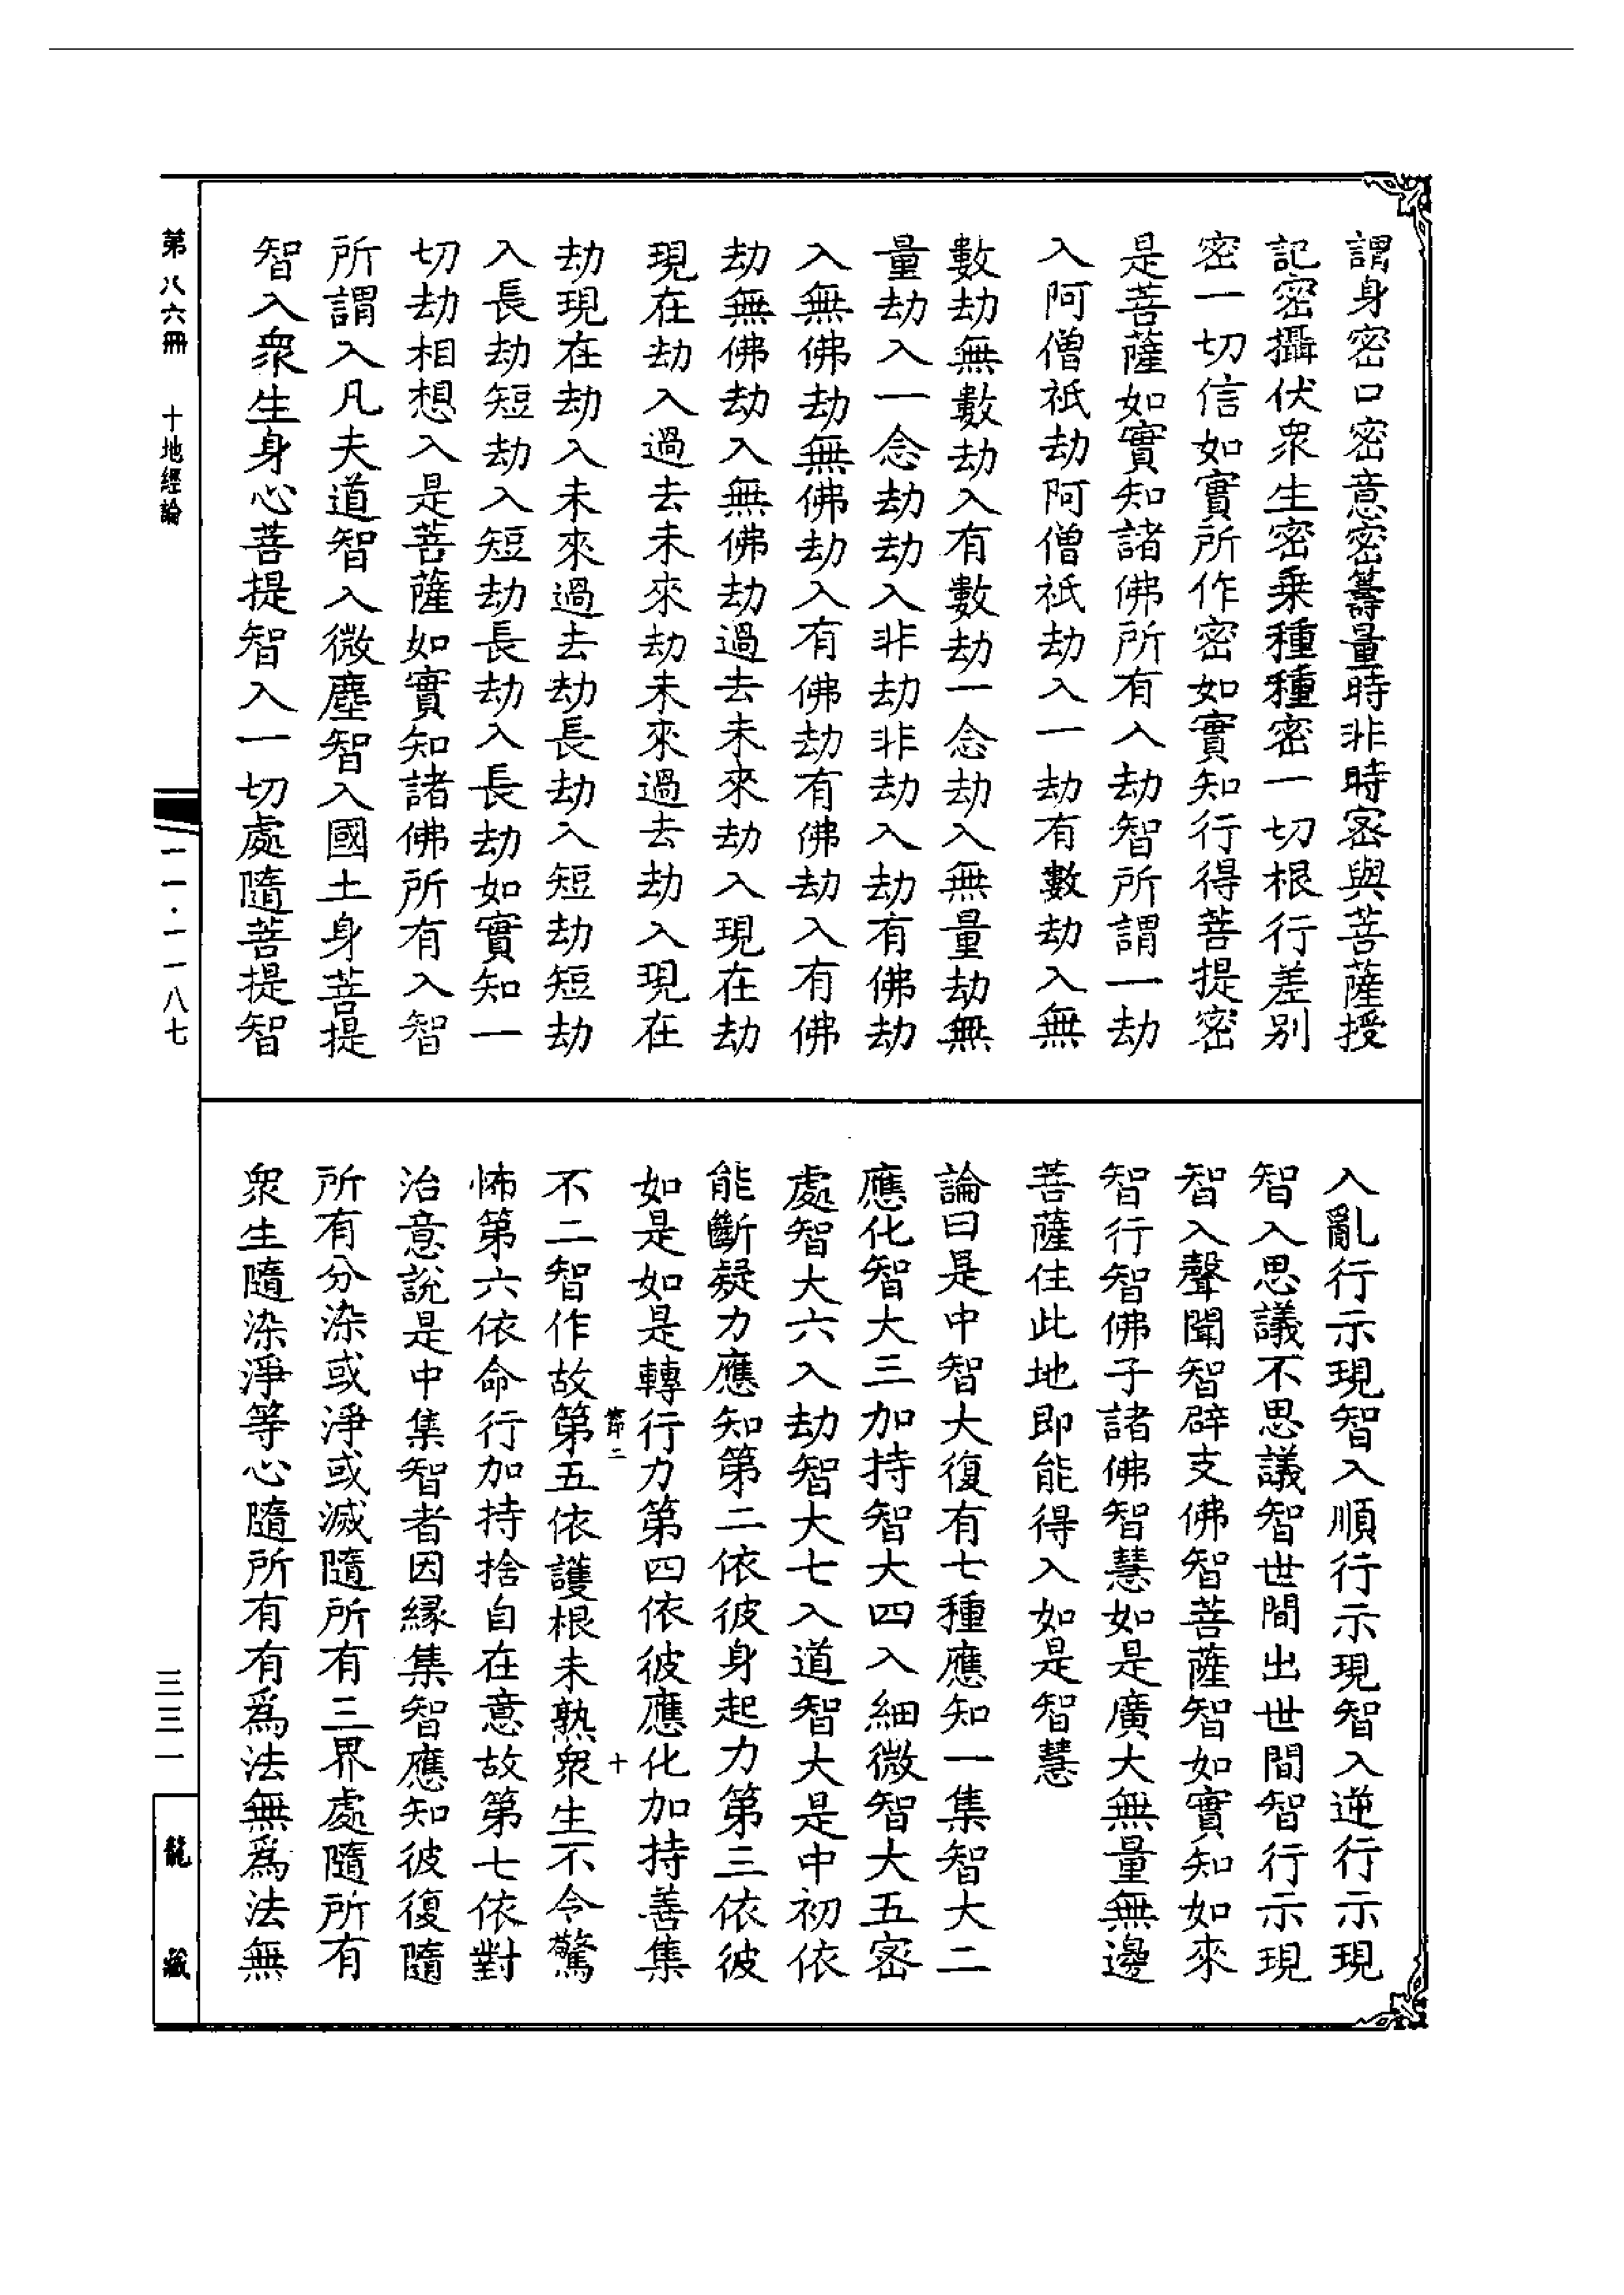 謂身密口密意密籌量時非時密與菩薩授
記密攝伏衆生密乗種種密一切根行差別
密一切信如實所作密如實知行得菩提密
是菩薩如實知諸佛所有入劫智所謂一劫
入阿僧祇劫阿僧祇劫入一劫有數劫入無
數劫無數劫入有數劫一念劫入無量劫無
量劫入一念劫劫入非劫非劫入劫有佛劫
入無佛劫無佛劫入有佛劫有佛劫入有佛
劫無佛劫入無佛劫過去未來劫入現在劫
現在劫入過去未來劫未來過去劫入現在
劫現在劫入未來過去劫長劫入短劫短劫
入長劫短劫入短劫長劫入長劫如實知一
切劫相想入是菩薩如實知諸佛所有入智
所謂入凡夫道智入微塵智入國土身菩提
智入衆生身心菩提智入一切處隨菩提智
入亂行示現智入順行示現智入逆行示現
智入思議不思議智世間出世間智行示現
智入聲聞智辟支佛智菩薩智如實知如來
智行智佛子諸佛智慧如是廣大無量無邊
菩薩住此地即能得入如是智慧
論曰是中智大復有七種應知一集智大二
應化智大三加持智大四入細微智大五密
處智大六入劫智大七入道智大是中初依
能斷疑力應知第二依彼身起力第三依彼
如是如是轉行力第四依彼應化加持善集
節二
十
不二智作故第五依護根未熟衆生不令驚
怖第六依命行加持捨自在意故第七依對
治意說是中集智者因縁集智應知彼復隨
所有分染或淨或滅隨所有三界處隨所有
衆生隨染淨等心隨所有有爲法無爲法無
第八六冊
十地經論
一一一·一一八七
三三一
龍藏